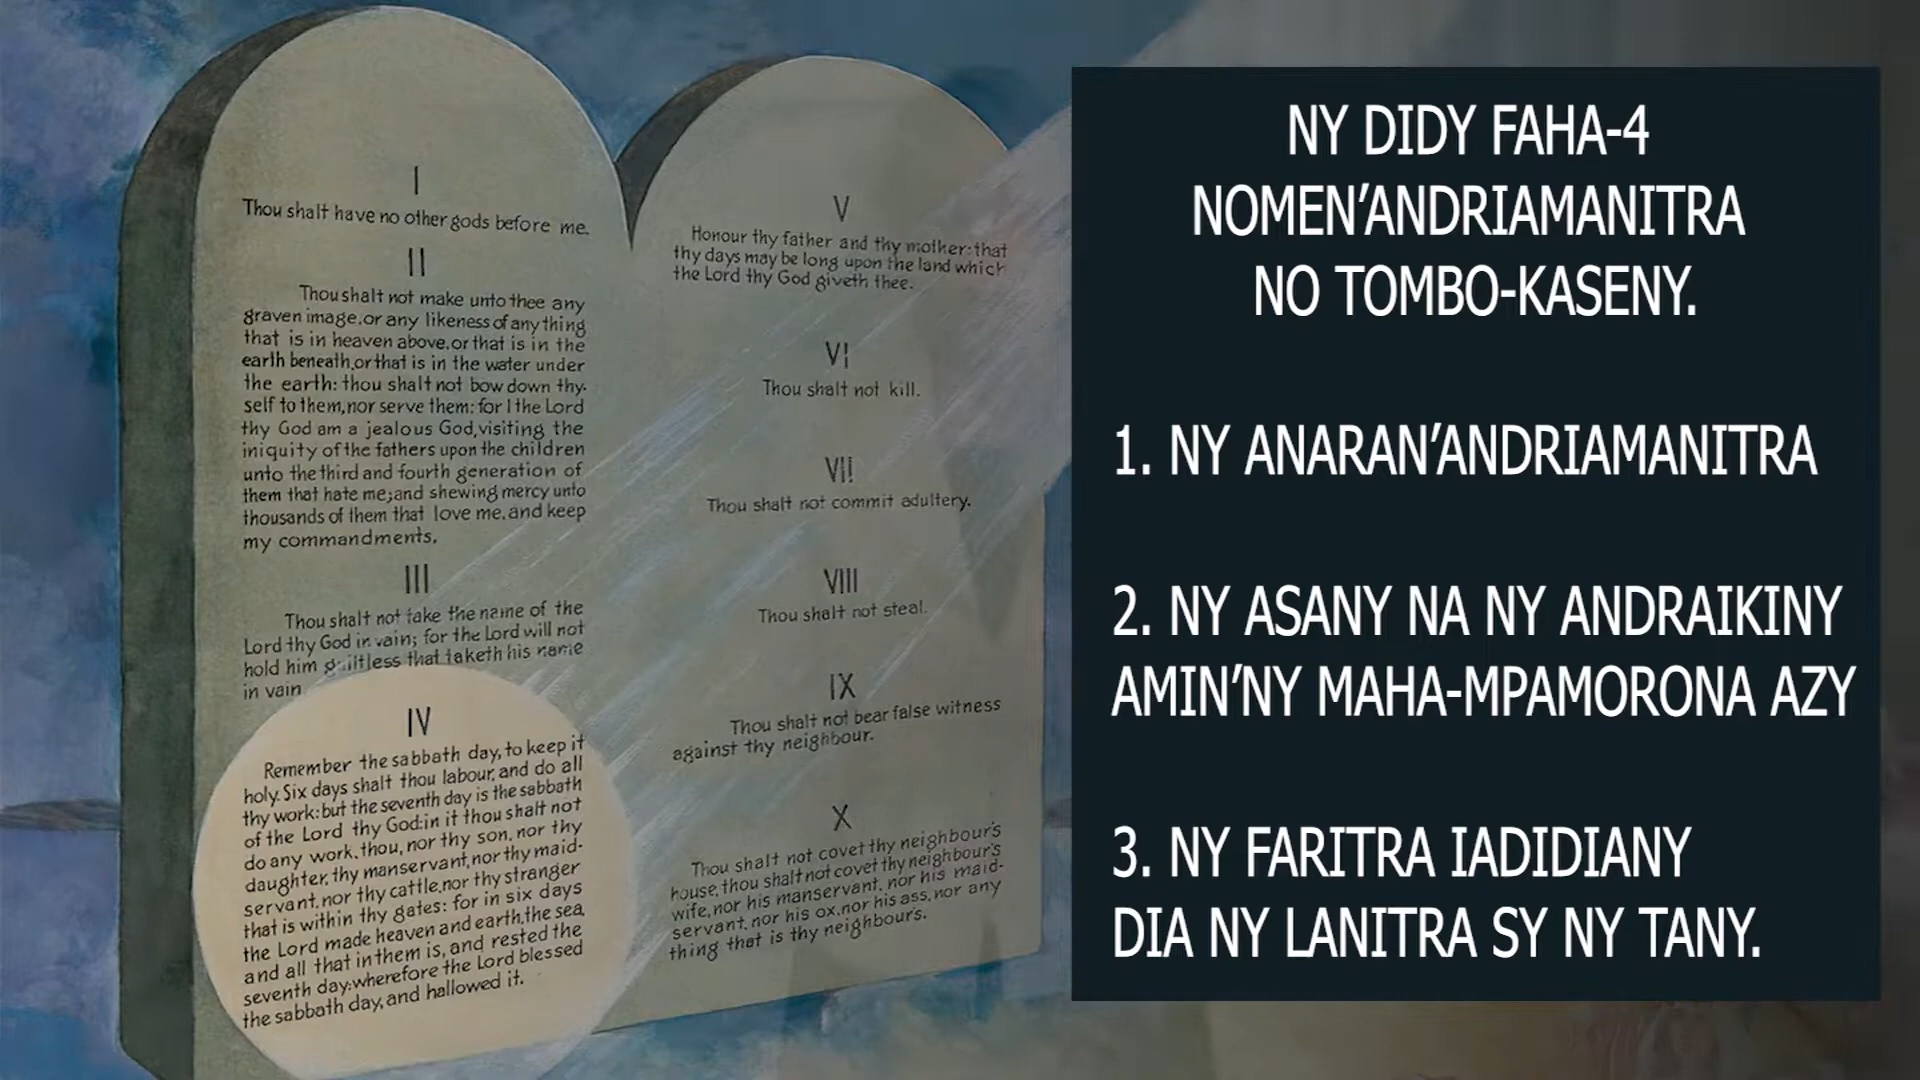 I
Thou shalt have no other gods before me.
II
Thou shalt not make unto thee any
graven image, or any likeness of any thing
that is in heaven above, or that is in the
earth beneath, or that is in the water under
the earth: thou shalt not bow down thy-
self to them, nor serve them: for I the Lord
thy God am a jealous God, visiting the
iniquity of the fathers upon the children
unto the third and fourth generation of
them that hate me; and shewing mercy unto
thousands of them that love me, and keep
my commandments.
III
Thou shalt not take the name of the
Lord thy God in vain; for the Lord will not
hold him guiltless that taketh his name
in vain
IV
Remember the sabbath day, to keep it
holy. Six days shalt thou labour, and do all
thy work: but the seventh day is the sabbath
of the Lord thy God: in it thou shalt not
do any work, thou, nor thy son, nor thy
daughter, thy manservant, nor thy maid-
servant, nor thy cattle, nor thy stranger
that is within thy gates: for in six days
the Lord made heaven and earth, the sea,
and all that in them is, and rested the
seventh day: wherefore the Lord blessed
the sabbath day, and hallowed it.
V
Honour thy father and thy mother: that
thy days may be long upon the land which
the Lord thy God giveth thee.
VI
Thou shalt not kill.
VII
Thou shalt not commit adultery.
VIII
Thou shalt not steal.
IX
Thou shalt not bear false witness
against thy neighbour.
X
Thou shalt not covet thy neighbour's
house, thou shalt not covet thy neighbour's
wife, nor his manservant, nor his maid-
servant, nor his ox, nor his ass, nor any
thing that is thy neighbour's.
NY DIDY FAHA-4
NOMEN'ANDRIAMANITRA
NO TOMBO-KASENY.
1. NY ANARAN'ANDRIAMANITRA
2. NY ASANY NA NY ANDRAIKINY
AMIN'NY MAHA-MPAMORONA AZY
3. NY FARITRA IADIDIANY
DIA NY LANITRA SY NY TANY.